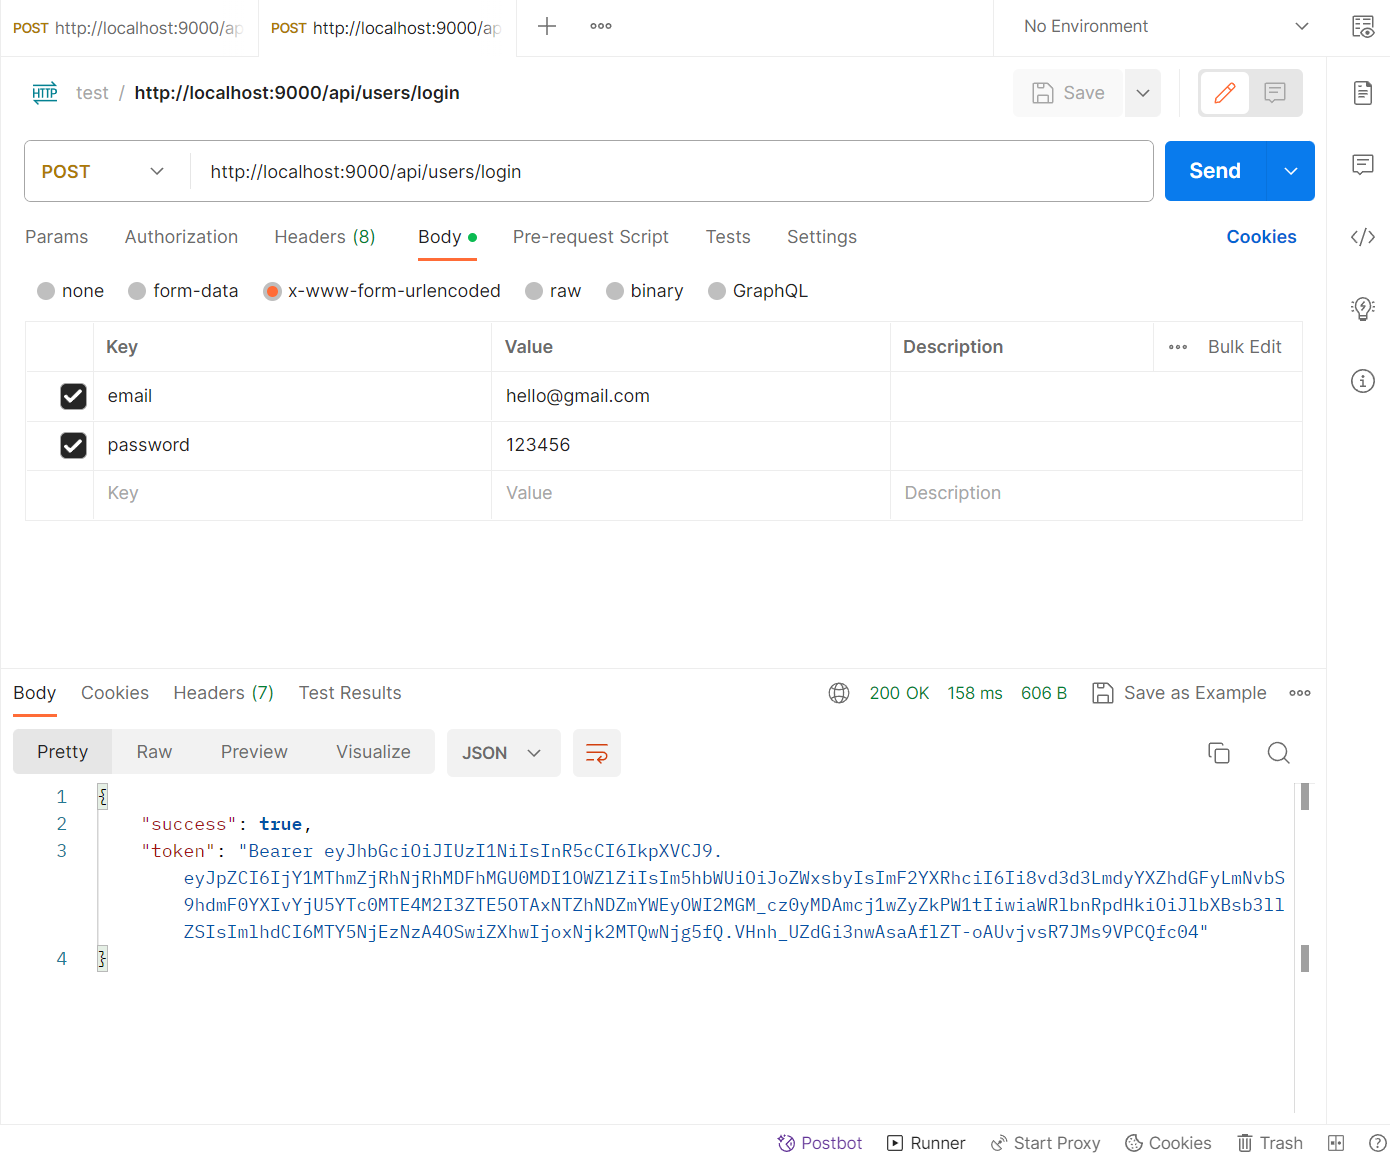 POST http://localhost:9000/ap
POST http://localhost:9000/ap
No Environment
HTTP test / http://localhost:9000/api/users/login
Save
POST http://localhost:9000/api/users/login
Send
Params Authorization Headers (8) Body Pre-request Script Tests Settings Cookies
none form-data x-www-form-urlencoded raw binary GraphQL
Key Value Description Bulk Edit
email hello@gmail.com
password 123456
Key Value Description
Body Cookies Headers (7) Test Results 200 OK 158 ms 606 B Save as Example
Pretty Raw Preview Visualize JSON
1 {
2 "success": true,
3 "token": "Bearer eyJhbGciOiJIUzI1NiIsInR5cCI6IkpXVCJ9.
eyJpZCI6IjY1MThmZjRhNjRhMDFhMGU0MDI1OWZlZiIsIm5hbWUiOiJoZWxsbyIsImF2YXRhciI6Ii8vd3d3LmdyYXZhdGFyLmNvbS
9hdmF0YXIvYjU5YTc0MTE4M2I3ZTE5OTAxNTZhNDZmYWEyOWI2MGM_cz0yMDAmcj1wZyZkPW1tIiwiaWRlbnRpdHkiOiJlbXBsb3ll
ZSIsImlhdCI6MTY5NjEzNzA4OSwiZXhwIjoxNjk2MTQwNjg5fQ.VHnh_UZdGi3nwAsaAflZT-oAUvjvsR7JMs9VPCQfc04"
4 }
Postbot Runner Start Proxy Cookies Trash